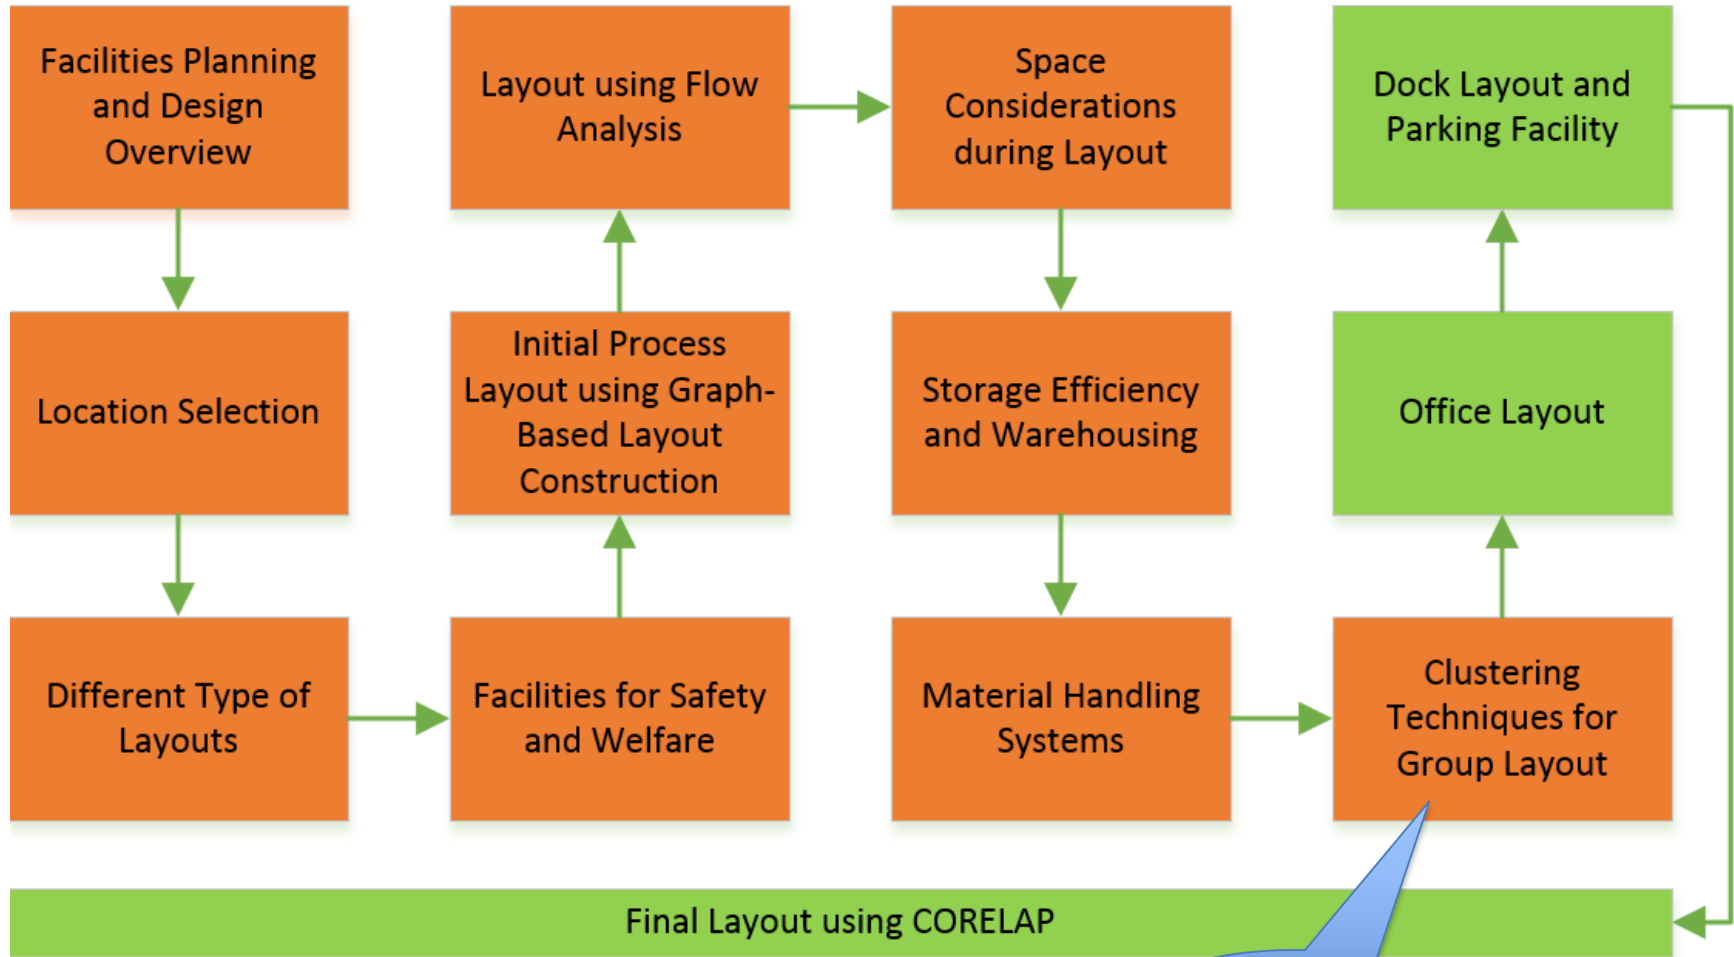 Facilities Planning
and Design
Overview
Location Selection
Different Type of
Layouts
Facilities for Safety
and Welfare
Initial Process
Layout using Graph-
Based Layout
Construction
Layout using Flow
Analysis
Space
Considerations
during Layout
Storage Efficiency
and Warehousing
Material Handling
Systems
Clustering
Techniques for
Group Layout
Office Layout
Dock Layout and
Parking Facility
Final Layout using CORELAP